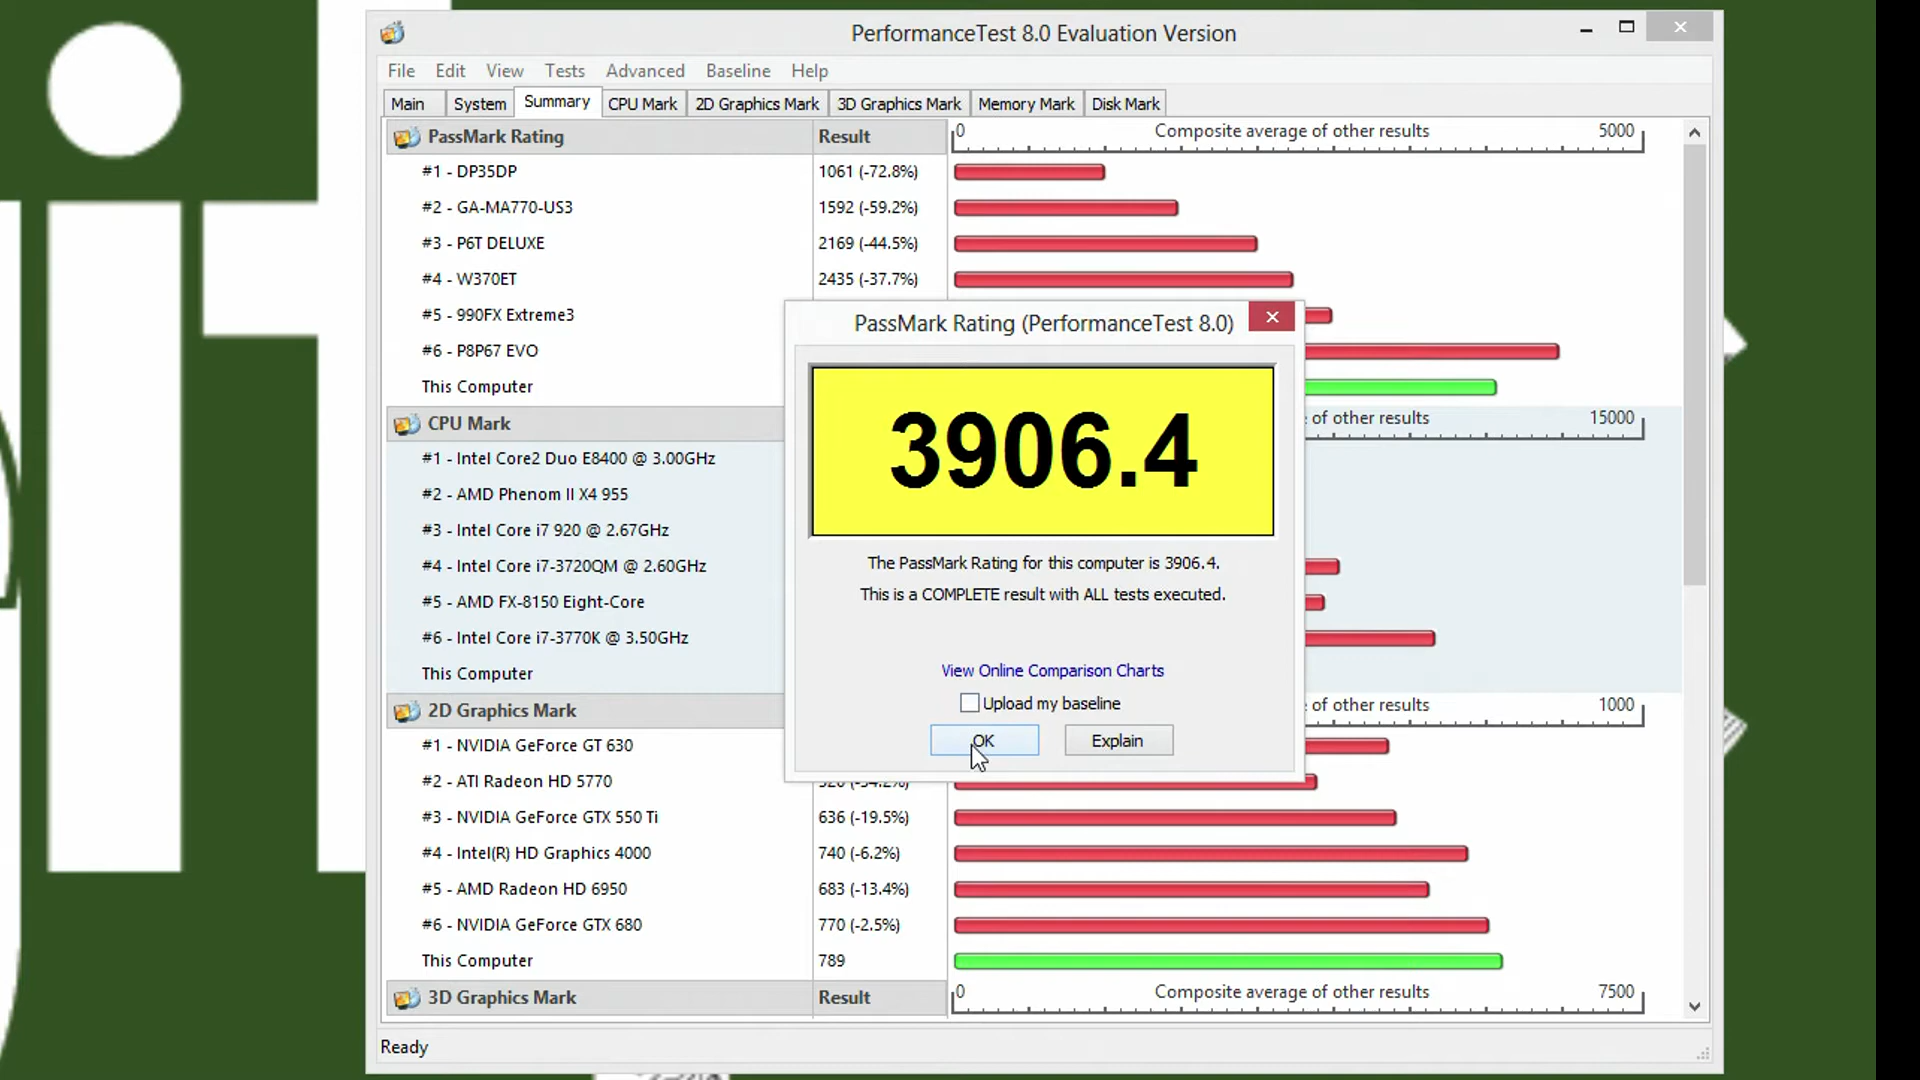 PerformanceTest 8.0 Evaluation Version
File Edit View Tests Advanced Baseline Help
Main System Summary CPU Mark 2D Graphics Mark 3D Graphics Mark Memory Mark Disk Mark
PassMark Rating Result 0 Composite average of other results 5000
#1 - DP35DP 1061 (-72.8%)
#2 - GA-MA770-US3 1592 (-59.2%)
#3 - P6T DELUXE 2169 (-44.5%)
#4 - W370ET 2435 (-37.7%)
#5 - 990FX Extreme3
#6 - P8P67 EVO
This Computer
CPU Mark of other results 15000
#1 - Intel Core2 Duo E8400 @ 3.00GHz
#2 - AMD Phenom II X4 955
#3 - Intel Core i7 920 @ 2.67GHz
#4 - Intel Core i7-3720QM @ 2.60GHz
#5 - AMD FX-8150 Eight-Core
#6 - Intel Core i7-3770K @ 3.50GHz
This Computer
2D Graphics Mark of other results 1000
#1 - NVIDIA GeForce GT 630
#2 - ATI Radeon HD 5770
#3 - NVIDIA GeForce GTX 550 Ti 636 (-19.5%)
#4 - Intel(R) HD Graphics 4000 740 (-6.2%)
#5 - AMD Radeon HD 6950 683 (-13.4%)
#6 - NVIDIA GeForce GTX 680 770 (-2.5%)
This Computer 789
3D Graphics Mark Result 0 Composite average of other results 7500
Ready
PassMark Rating (PerformanceTest 8.0)
3906.4
The PassMark Rating for this computer is 3906.4.
This is a COMPLETE result with ALL tests executed.
View Online Comparison Charts
Upload my baseline
OK Explain